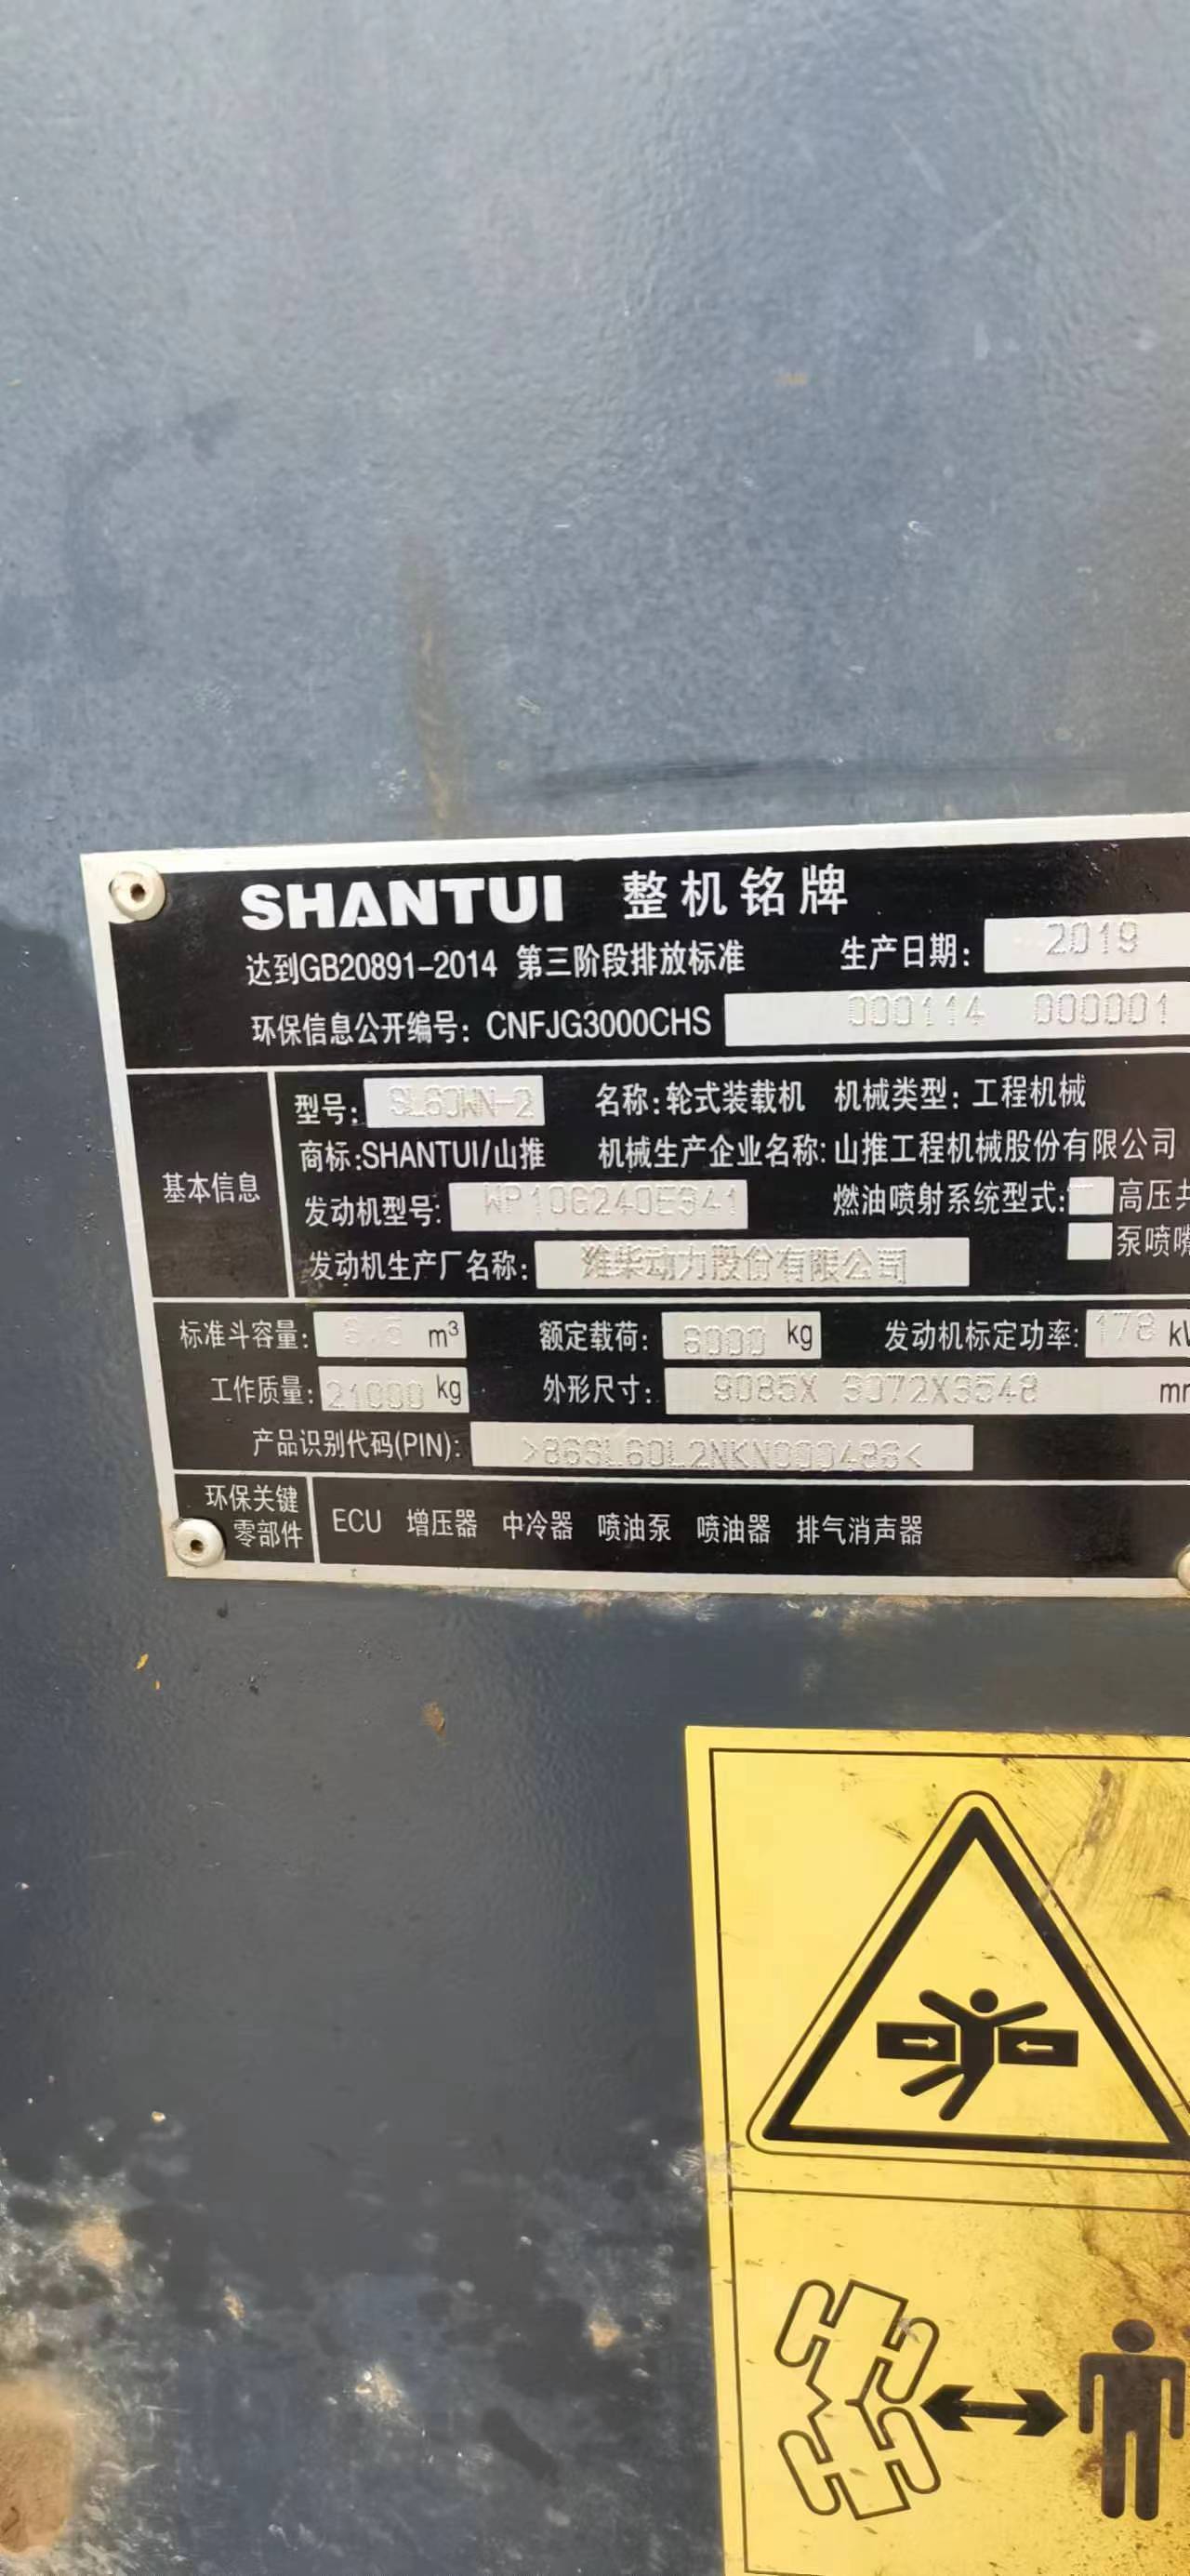 SHANTUI 整机铭牌
达到GB20891-2014 第三阶段排放标准 生产日期: 2019
环保信息公开编号: CNFJG3000CHS 000114 000001
基本信息
型号: SL60WN-2 名称:轮式装载机 机械类型: 工程机械
商标:SHANTUI/山推 机械生产企业名称: 山推工程机械股份有限公司
发动机型号: WP10G240E341 燃油喷射系统型式: 高压共
泵喷嘴
发动机生产厂名称: 潍柴动力股份有限公司
标准斗容量: m³ 额定载荷: 6000 kg 发动机标定功率: 178
工作质量: 21000 kg 外形尺寸: 9085X 3072X3548
产品识别代码(PIN):
环保关键零部件 ECU 增压器 中冷器 喷油泵 喷油器 排气消声器